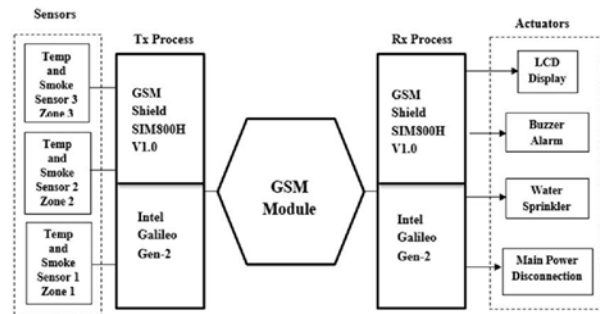 Sensors
Tx Process
Rx Process
Actuators
Temp
and
Smoke
Sensor 3
Zone 3
Temp
and
Smoke
Sensor 2
Zone 2
Temp
and
Smoke
Sensor 1
Zone 1
GSM
Shield
SIM800H
V1.0
Intel
Galileo
Gen-2
GSM
Module
GSM
Shield
SIM800H
V1.0
Intel
Galileo
Gen-2
LCD
Display
Buzzer
Alarm
Water
Sprinkler
Main Power
Disconnection